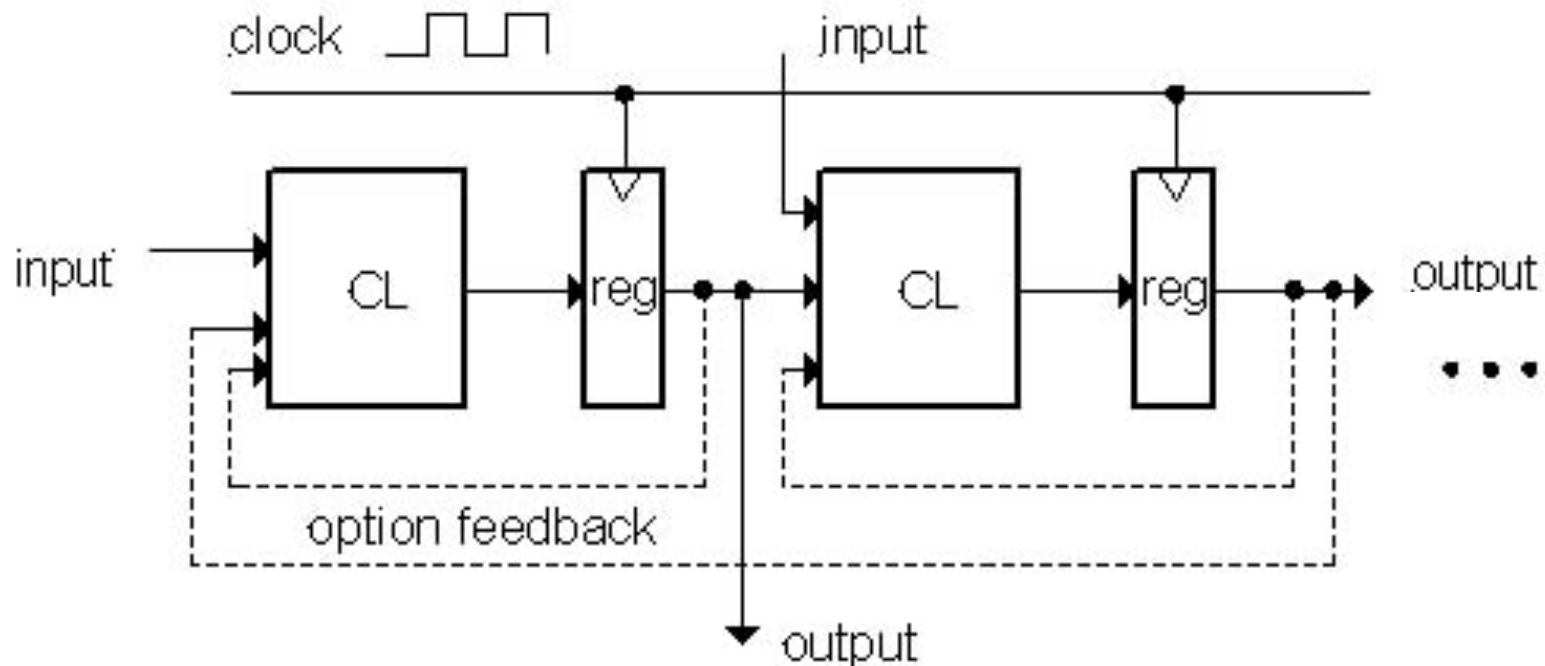 clock
input
input
CL
reg
CL
reg
output
option feedback
output